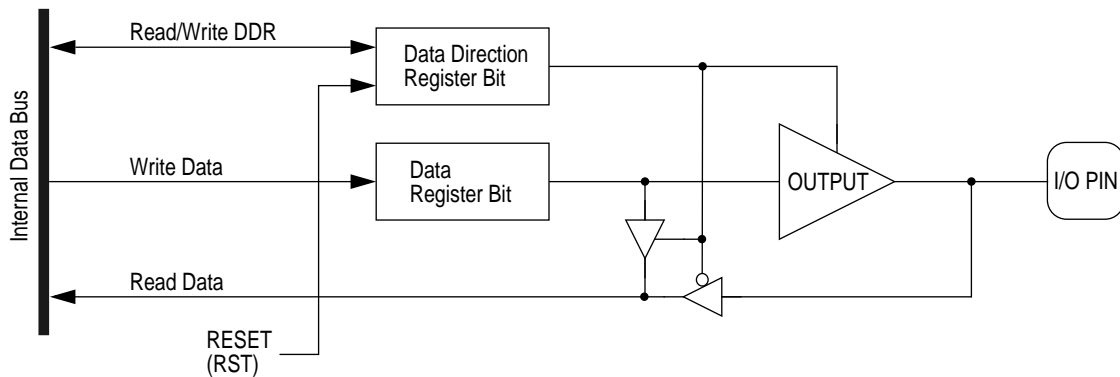 Internal Data Bus
Read/Write DDR
Data Direction
Register Bit
Write Data
Data
Register Bit
OUTPUT
I/O PIN
Read Data
RESET
(RST)